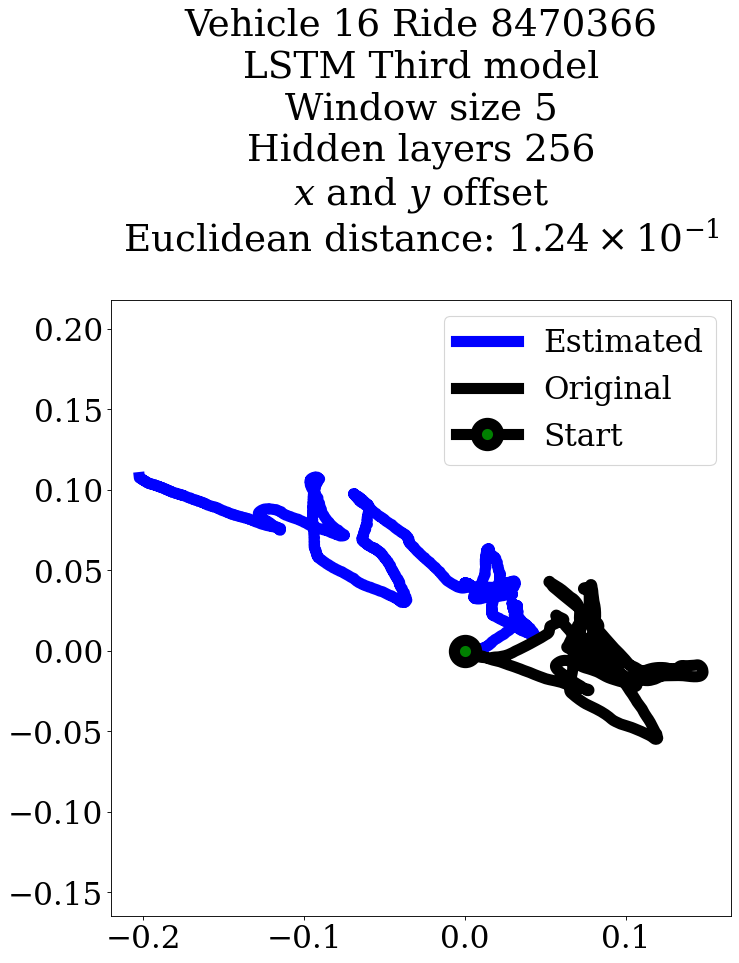 Vehicle 16 Ride 8470366
LSTM Third model
Window size 5
Hidden layers 256
x and y offset
Euclidean distance: 1.24 × 10⁻¹
Estimated
Original
Start
0.20
0.15
0.10
0.05
0.00
−0.05
−0.10
−0.15
−0.2 −0.1 0.0 0.1